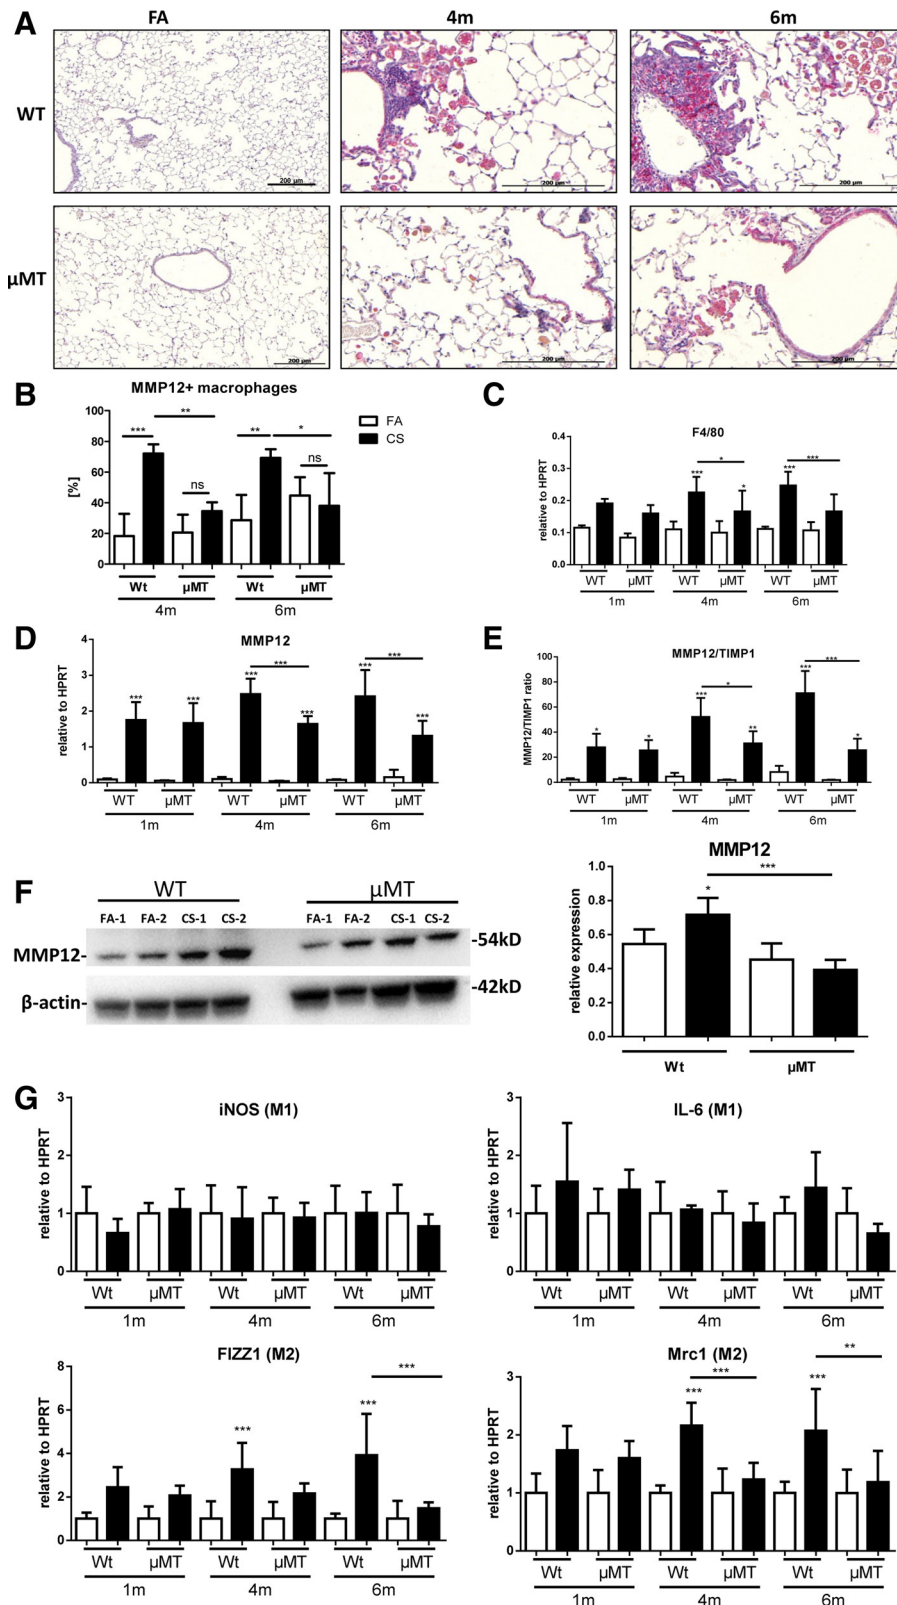 A
FA 4m 6m
WT
200 µm 200 µm 200 µm
µMT
200 µm 200 µm 200 µm
B
MMP12+ macrophages
FA
CS
[%]
100
80
60
40
20
0
*** ** ns ** * ns
Wt µMT Wt µMT
4m 6m
C
F4/80
relative to HPRT
0.4
0.3
0.2
0.1
0.0
*** * * *** ***
WT µMT WT µMT WT µMT
1m 4m 6m
D
MMP12
relative to HPRT
4
3
2
1
0
*** *** *** *** *** *** *** ***
WT µMT WT µMT WT µMT
1m 4m 6m
E
MMP12/TIMP1
MMP12/TIMP1 ratio
100
80
60
40
20
0
* * *** * ** *** *** *
WT µMT WT µMT WT µMT
1m 4m 6m
F
WT µMT
FA-1 FA-2 CS-1 CS-2 FA-1 FA-2 CS-1 CS-2
MMP12- -54kD
β-actin- -42kD
MMP12
relative expression
1.0
0.8
0.6
0.4
0.2
0.0
* ***
Wt µMT
G
iNOS (M1)
relative to HPRT
3
2
1
0
Wt µMT Wt µMT Wt µMT
1m 4m 6m
IL-6 (M1)
relative to HPRT
3
2
1
0
Wt µMT Wt µMT Wt µMT
1m 4m 6m
FIZZ1 (M2)
relative to HPRT
8
6
4
2
0
*** *** ***
Wt µMT Wt µMT Wt µMT
1m 4m 6m
Mrc1 (M2)
relative to HPRT
3
2
1
0
*** *** *** **
Wt µMT Wt µMT Wt µMT
1m 4m 6m